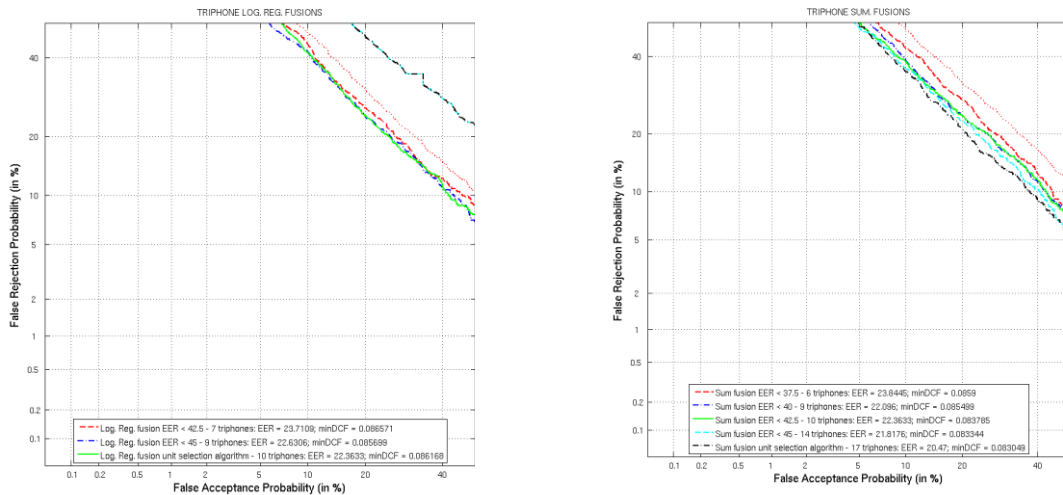 TRIPHONE LOG. REG. FUSIONS
False Rejection Probability (in %)
40
20
10
5
2
1
0.5
0.2
0.1
Log. Reg. fusion EER < 42.5 - 7 triphones: EER = 23.7109; minDCF = 0.086571
Log. Reg. fusion EER < 45 - 9 triphones: EER = 22.6306; minDCF = 0.085699
Log. Reg. fusion unit selection algorithm - 10 triphones: EER = 22.3633; minDCF = 0.086168
0.1 0.2 0.5 1 2 5 10 20 40
False Acceptance Probability (in %)
TRIPHONE SUM. FUSIONS
False Rejection Probability (in %)
40
20
10
5
2
1
0.5
0.2
0.1
Sum fusion EER < 37.5 - 6 triphones: EER = 23.8445; minDCF = 0.0859
Sum fusion EER < 40 - 9 triphones: EER = 22.096; minDCF = 0.085499
Sum fusion EER < 42.5 - 10 triphones: EER = 22.3633; minDCF = 0.083785
Sum fusion EER < 45 - 14 triphones: EER = 21.8176; minDCF = 0.083344
Sum fusion unit selection algorithm - 17 triphones: EER = 20.47; minDCF = 0.083049
0.1 0.2 0.5 1 2 5 10 20 40
False Acceptance Probability (in %)